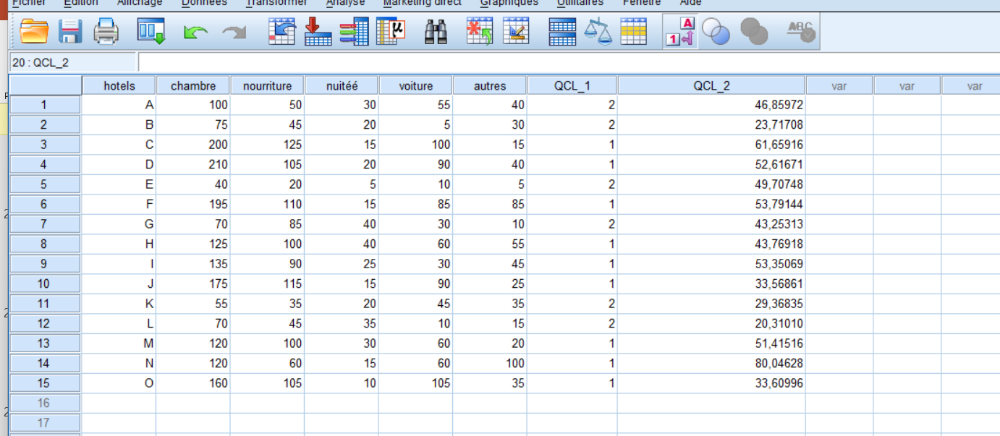 Fichier Edition Affichage Données Transformer Analyse Marketing direct Graphiques Utilitaires Fenêtre Aide
A
1
μ
ABC
20 : QCL_2
hotels chambre nourriture nuitéé voiture autres QCL_1 QCL_2 var var var
1 A 100 50 30 55 40 2 46,85972
2 B 75 45 20 5 30 2 23,71708
3 C 200 125 15 100 15 1 61,65916
4 D 210 105 20 90 40 1 52,61671
5 E 40 20 5 10 5 2 49,70748
6 F 195 110 15 85 85 1 53,79144
7 G 70 85 40 30 10 2 43,25313
8 H 125 100 40 60 55 1 43,76918
9 I 135 90 25 30 45 1 53,35069
10 J 175 115 15 90 25 1 33,56861
11 K 55 35 20 45 35 2 29,36835
12 L 70 45 35 10 15 2 20,31010
13 M 120 100 30 60 20 1 51,41516
14 N 120 60 15 60 100 1 80,04628
15 O 160 105 10 105 35 1 33,60996
16
17